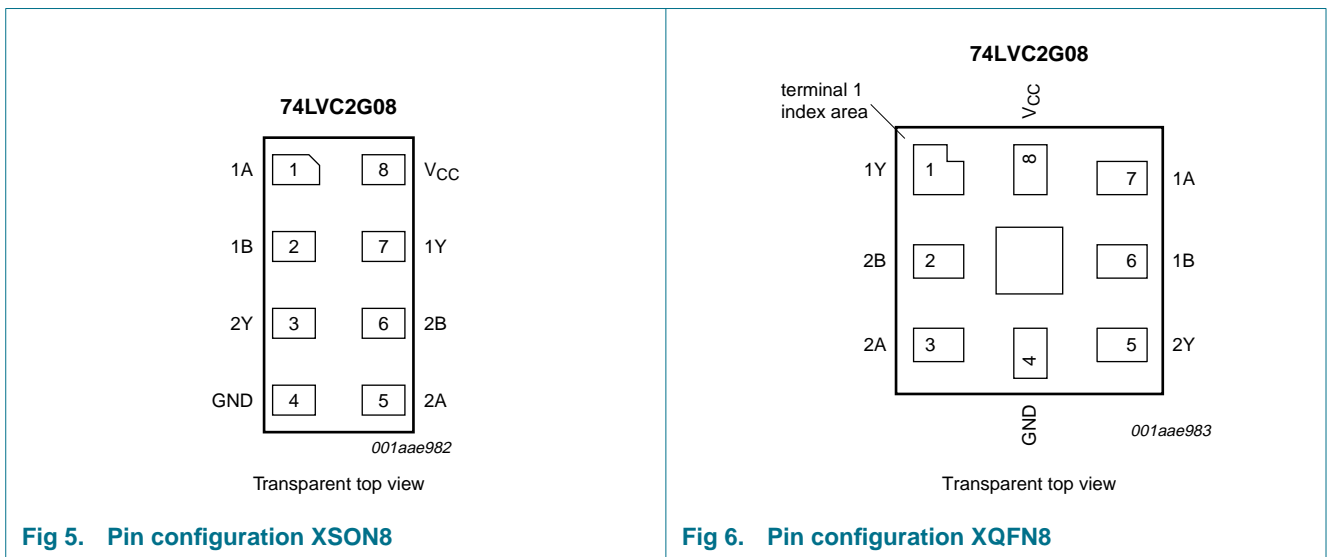 74LVC2G08
1A 1 8 VCC
1B 2 7 1Y
2Y 3 6 2B
GND 4 5 2A
001aae982
Transparent top view
Fig 5. Pin configuration XSON8
74LVC2G08
terminal 1
index area
VCC
1Y 1 8 7 1A
2B 2 6 1B
2A 3 4 5 2Y
GND
001aae983
Transparent top view
Fig 6. Pin configuration XQFN8